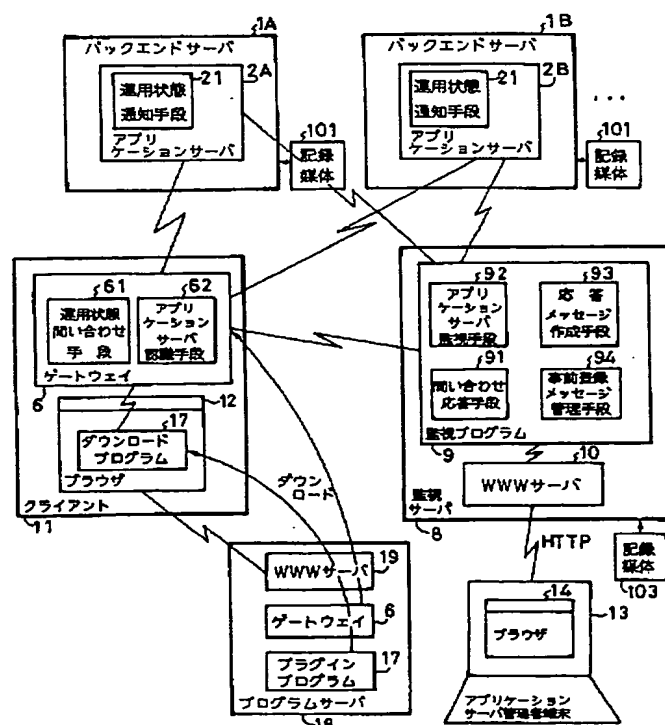 1A
バックエンドサーバ
21
2A
運用状態
通知手段
アプリ
ケーションサーバ
101
記録
媒体
1B
バックエンドサーバ
21
2B
運用状態
通知手段
アプリ
ケーションサーバ
...
101
記録
媒体
61
62
運用状態
問い合わせ
手段
アプリ
ケーション
サーバ
認識手段
ゲートウェイ
6
12
17
ダウンロード
プログラム
ブラウザ
クライアント
11
ダウン
ロード
92
93
アプリ
ケーション
サーバ
監視手段
応答
メッセージ
作成手段
91
94
問い合わせ
応答手段
事前登録
メッセージ
管理手段
監視プログラム
9
10
WWWサーバ
監視
サーバ
8
HTTP
記録
媒体
103
WWWサーバ
19
ゲートウェイ
6
プラグイン
プログラム
17
プログラムサーバ
18
14
13
ブラウザ
アプリケーション
サーバ管理者端末